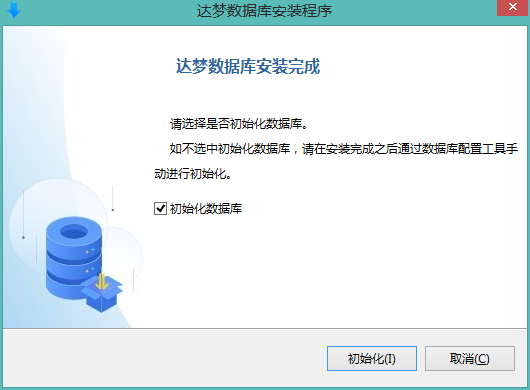 达梦数据库安装程序
达梦数据库安装完成
请选择是否初始化数据库。
如不选中初始化数据库，请在安装完成之后通过数据库配置工具手
动进行初始化。
初始化数据库
初始化(I)
取消(C)